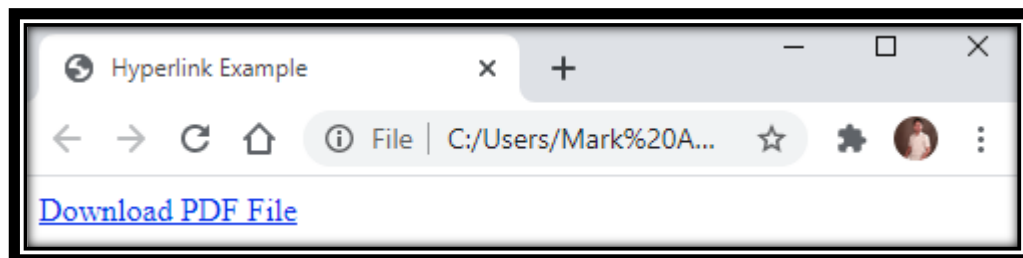 Hyperlink Example
File C:/Users/Mark%20A...
Download PDF File